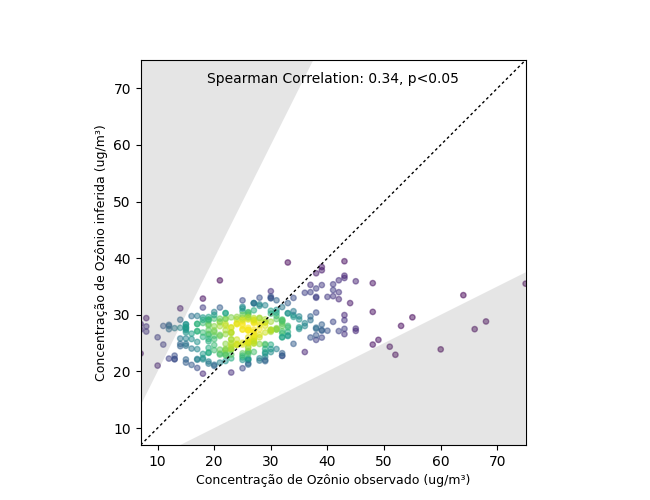 Spearman Correlation: 0.34, p<0.05
70
60
50
40
30
20
10
Concentração de Ozônio inferida (ug/m³)
10 20 30 40 50 60 70
Concentração de Ozônio observado (ug/m³)